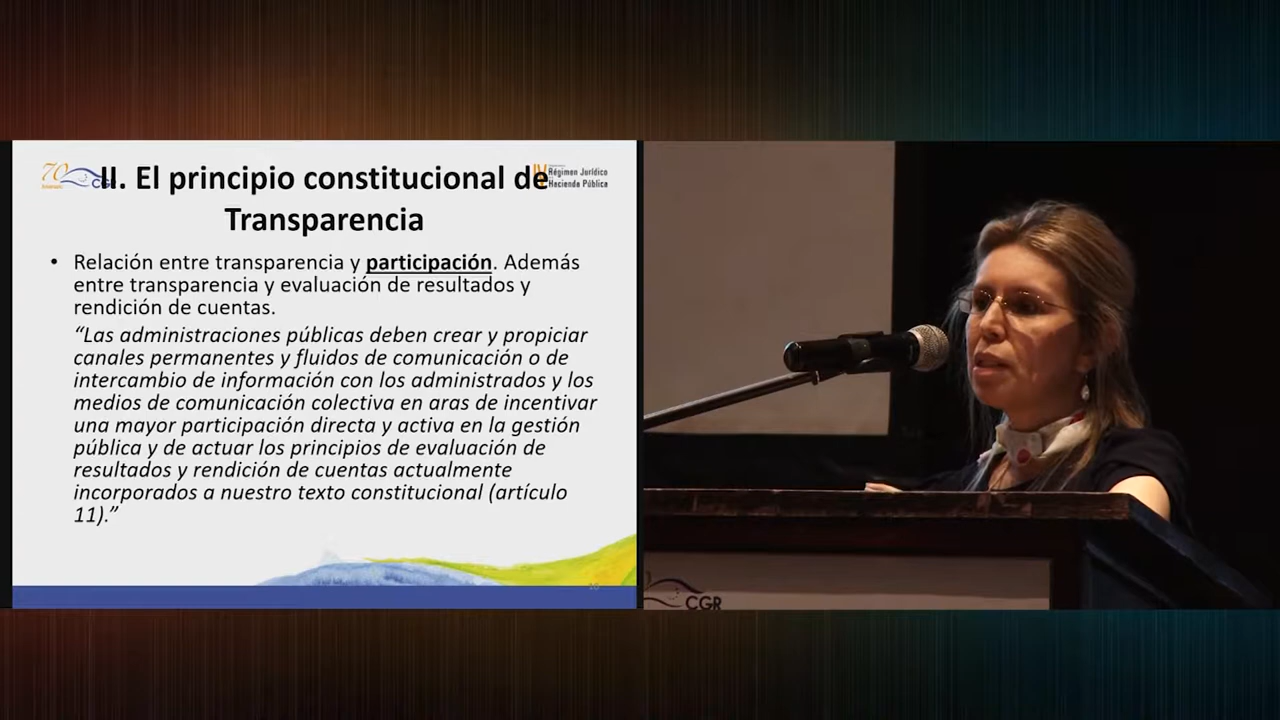 70
CGR
II. El principio constitucional de
Transparencia
IV
Régimen Jurídico
Hacienda Pública
• Relación entre transparencia y participación. Además
entre transparencia y evaluación de resultados y
rendición de cuentas.
“Las administraciones públicas deben crear y propiciar
canales permanentes y fluidos de comunicación o de
intercambio de información con los administrados y los
medios de comunicación colectiva en aras de incentivar
una mayor participación directa y activa en la gestión
pública y de actuar los principios de evaluación de
resultados y rendición de cuentas actualmente
incorporados a nuestro texto constitucional (artículo
11).”
CGR